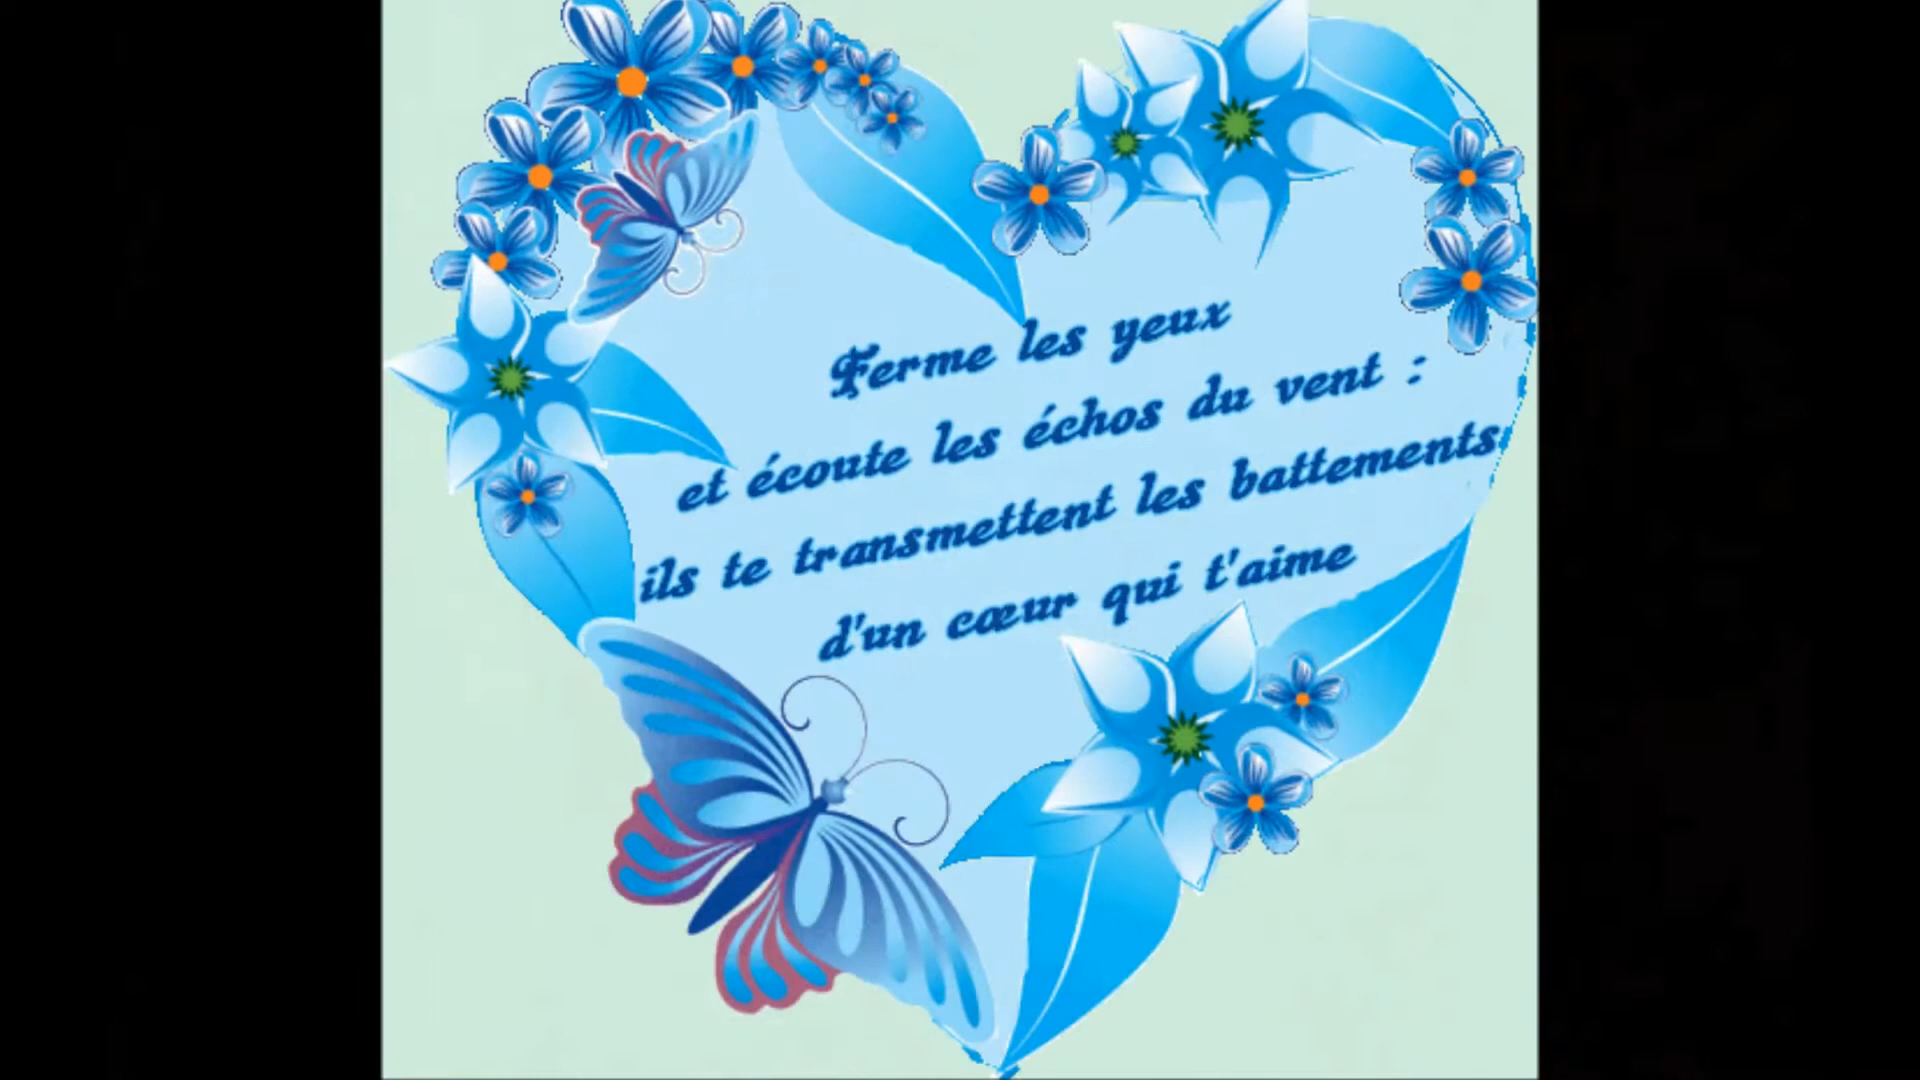 Ferme les yeux
et écoute les échos du vent :
ils te transmettent les battements
d'un cœur qui t'aime